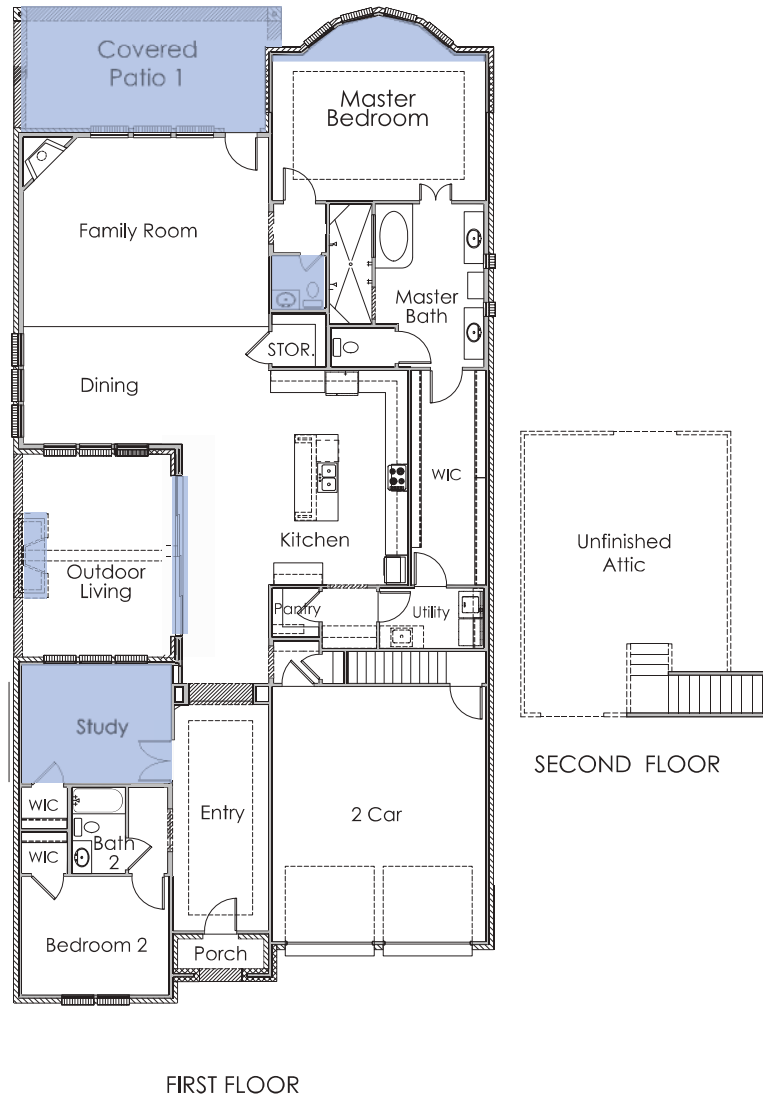 Covered
Patio 1
Master
Bedroom
Family Room
Master
Bath
STOR.
Dining
WIC
Kitchen
Outdoor
Living
Pantry
Utility
Unfinished
Attic
Study
SECOND FLOOR
WIC
Entry
2 Car
Bath
2
WIC
Bedroom 2
Porch
FIRST FLOOR